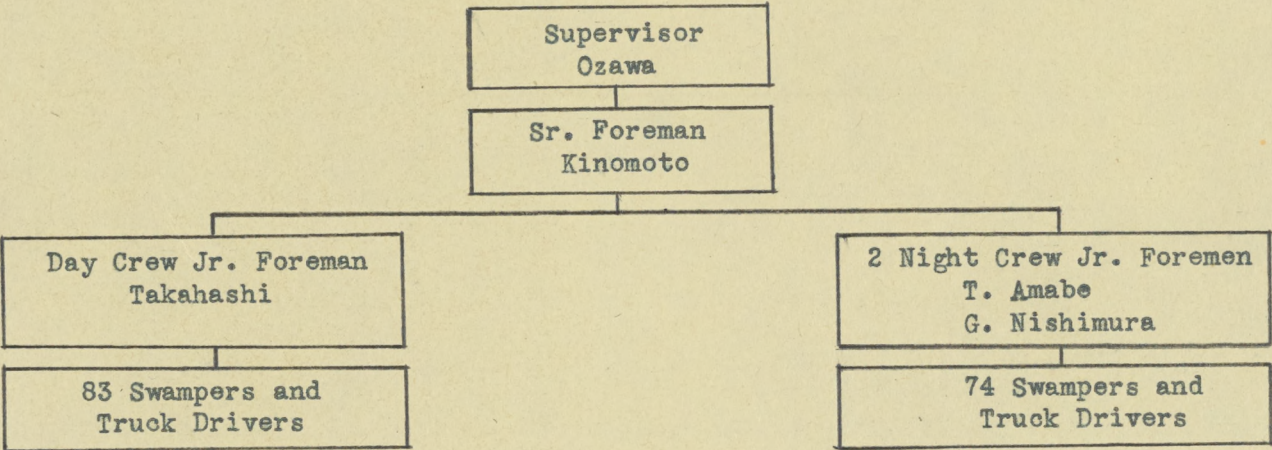 Supervisor
Ozawa
Sr. Foreman
Kinomoto
Day Crew Jr. Foreman
Takahashi
2 Night Crew Jr. Foremen
T. Amabe
G. Nishimura
83 Swampers and
Truck Drivers
74 Swampers and
Truck Drivers